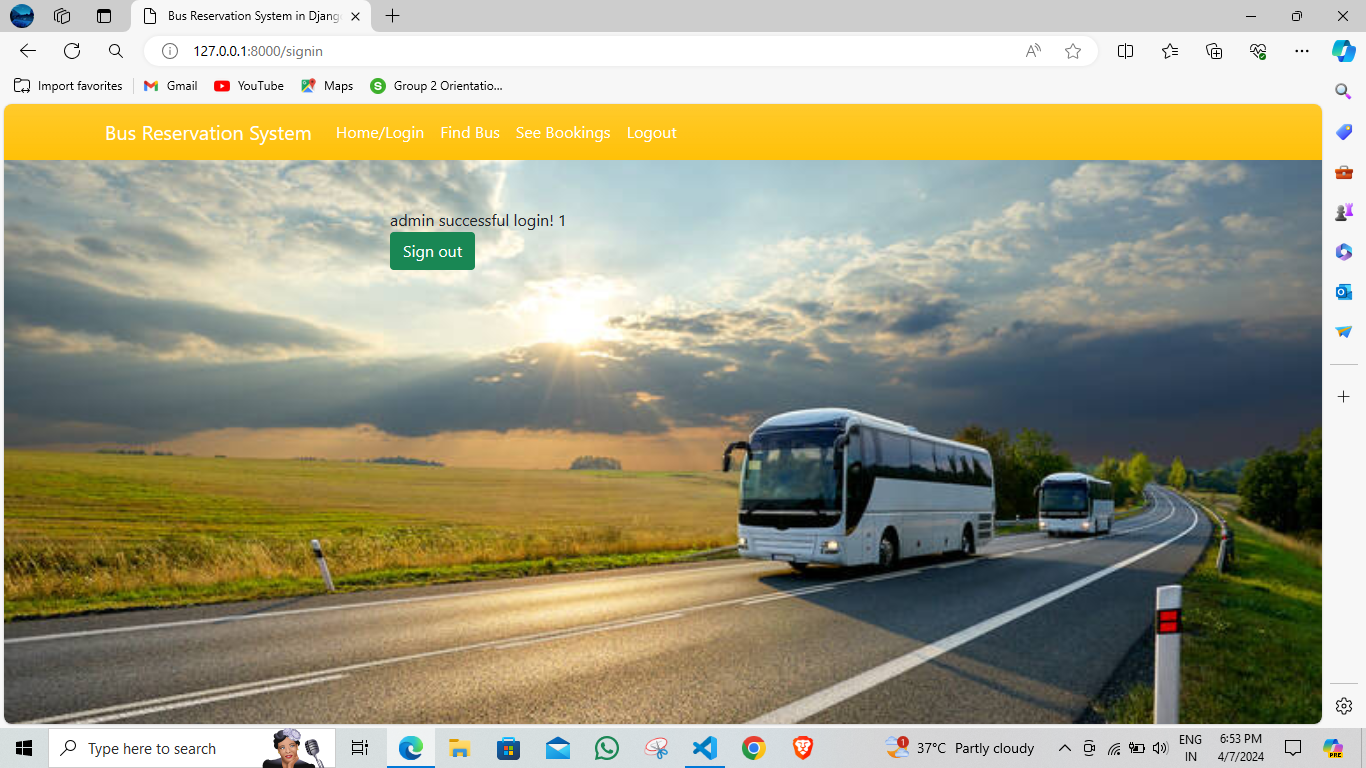 Bus Reservation System in Djang
127.0.0.1:8000/signin
Import favorites
Gmail
YouTube
Maps
Group 2 Orientatio...
Bus Reservation System
Home/Login
Find Bus
See Bookings
Logout
admin successful login! 1
Sign out
Type here to search
1
37°C Partly cloudy
ENG
IN
6:53 PM
4/7/2024
PRE